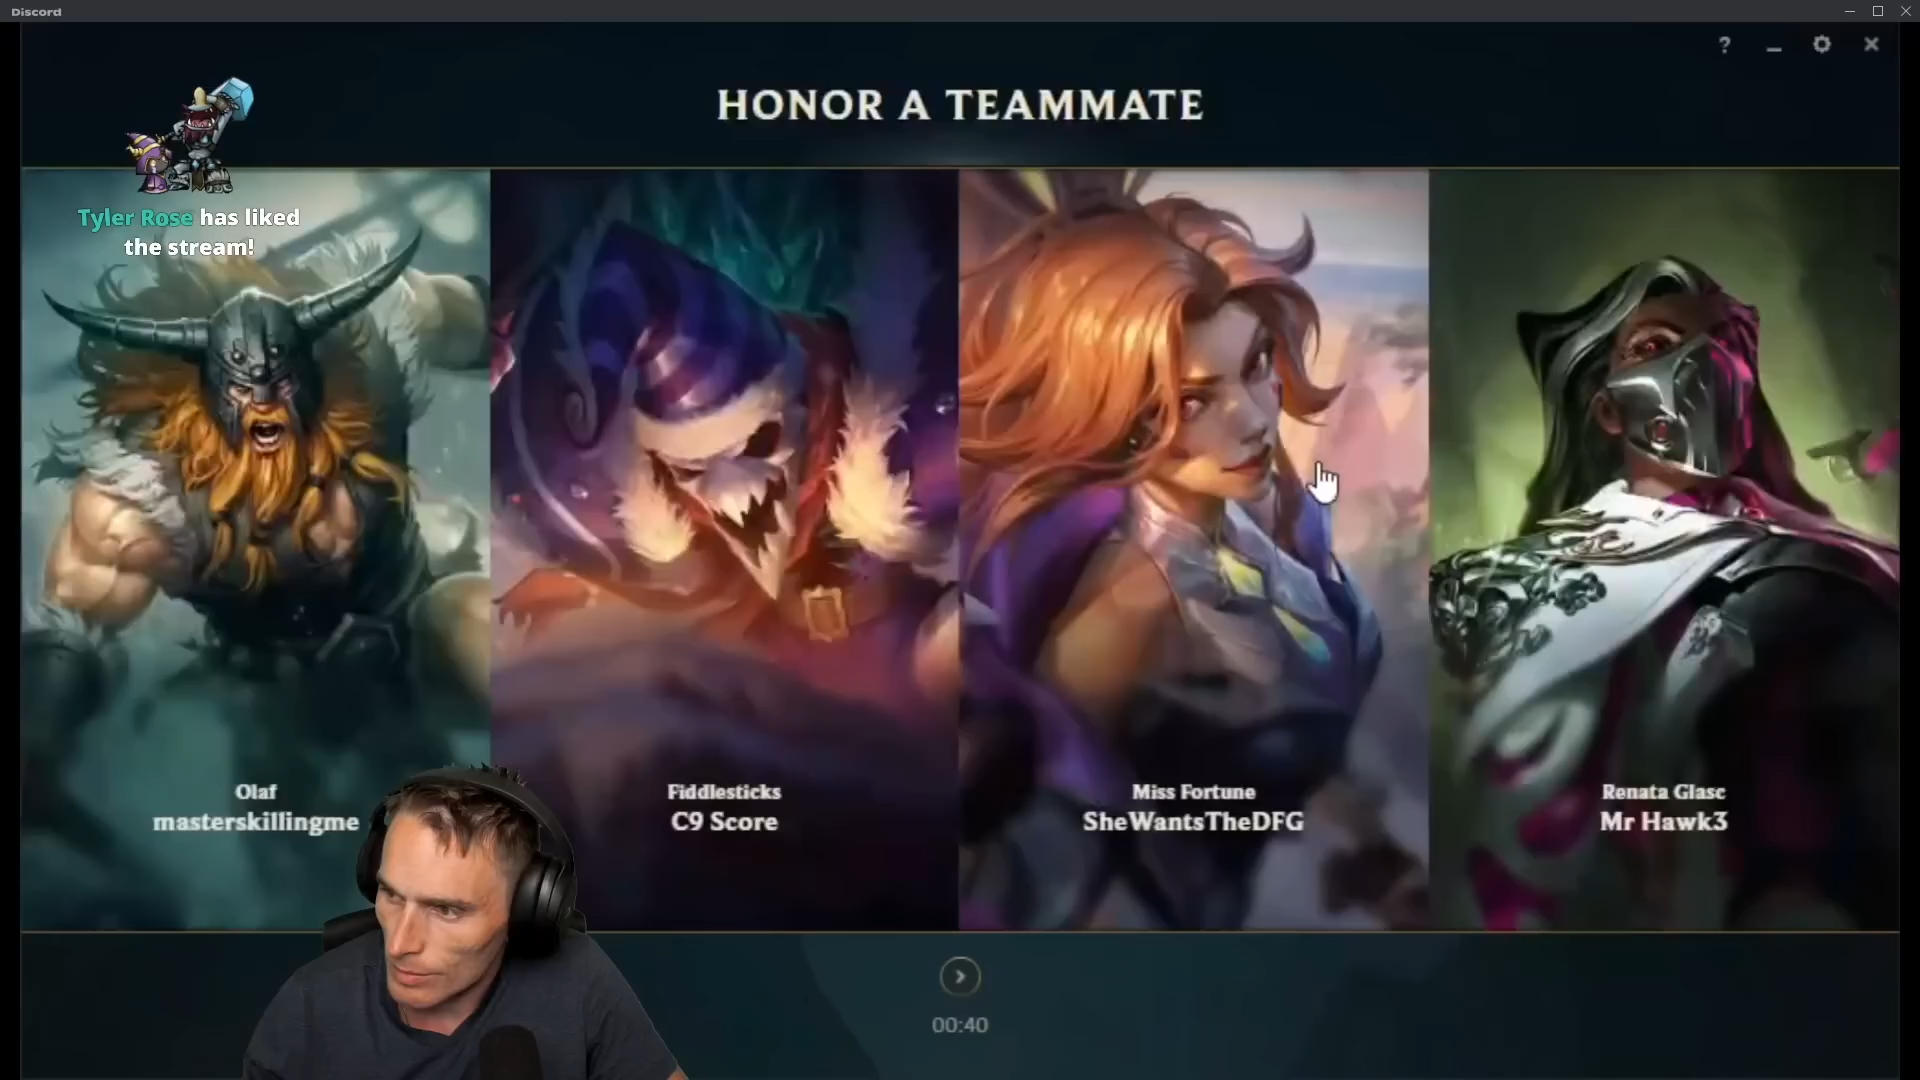 Discord
?
HONOR A TEAMMATE
Tyler Rose has liked
the stream!
Olaf
masterskillingme
Fiddlesticks
C9 Score
Miss Fortune
SheWantsTheDFG
Renata Glasc
Mr Hawk3
00:40